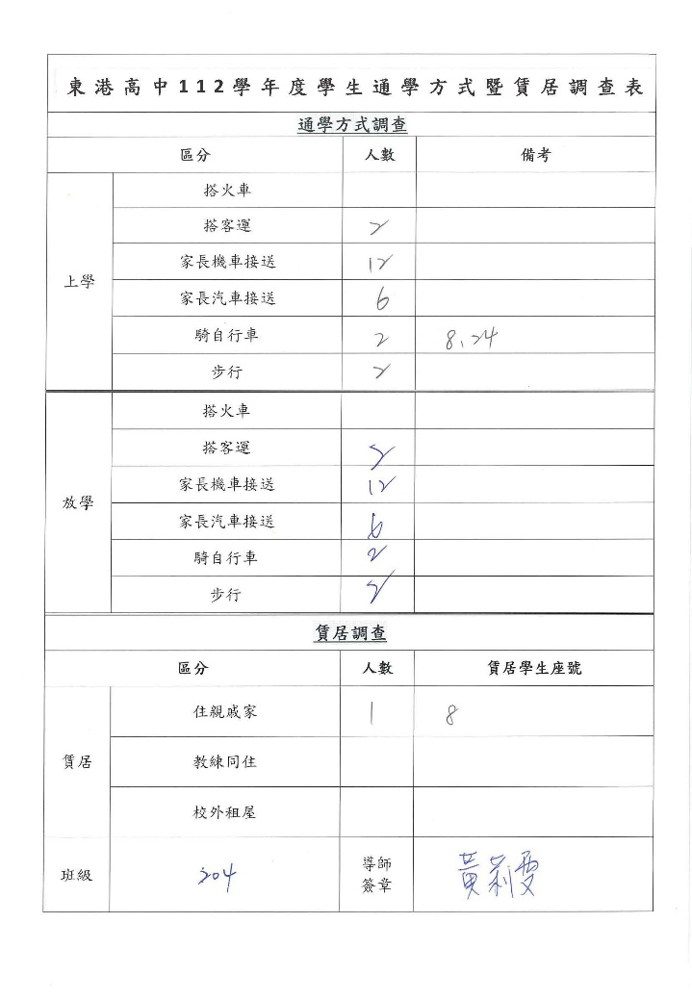 東港高中112學年度學生通學方式暨賃居調查表
通學方式調查
區分 人數 備考
上學
搭火車
搭客運 2
家長機車接送 12
家長汽車接送 6
騎自行車 2 8、24
步行 2
放學
搭火車
搭客運 2
家長機車接送 12
家長汽車接送 6
騎自行車 2
步行 2
賃居調查
區分 人數 賃居學生座號
賃居
住親戚家 1 8
教練同住
校外租屋
班級 204 導師
簽章 黃莉雯